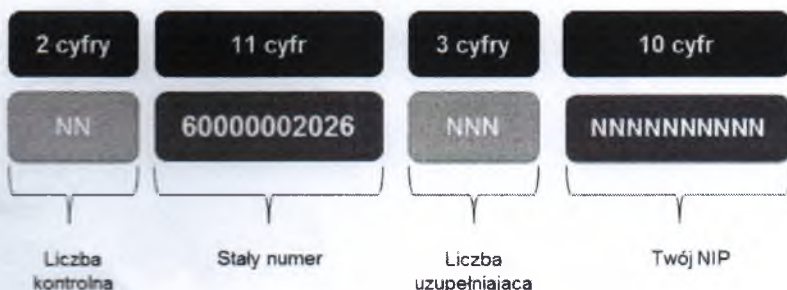 2 cyfry 11 cyfr 3 cyfry 10 cyfr
NN 60000002026 NNN NNNNNNNNNN
Liczba kontrolna
Stały numer
Liczba uzupełniająca
Twój NIP